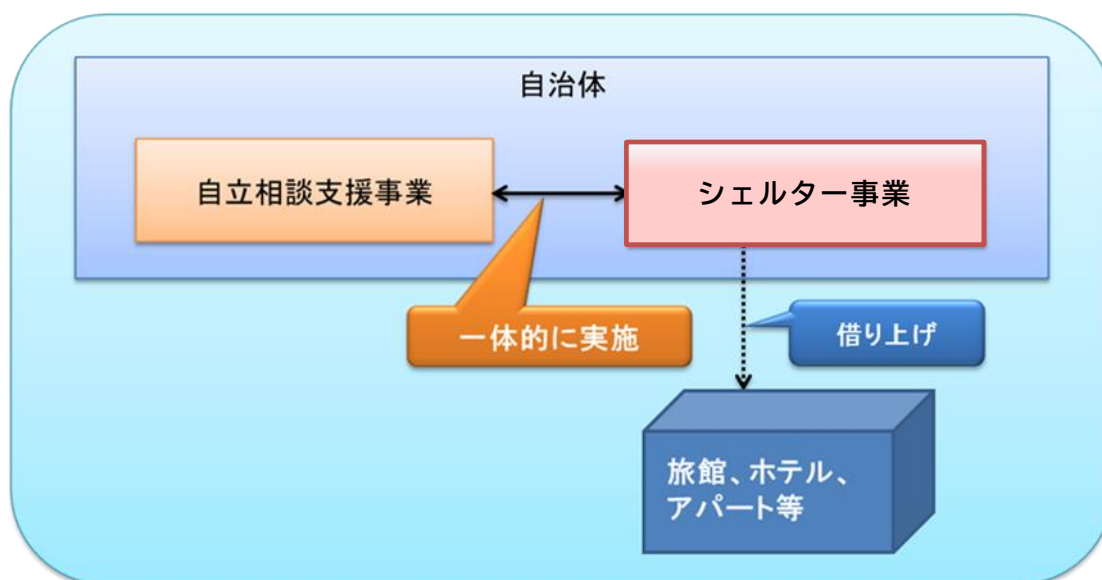 自治体
自立相談支援事業
シェルター事業
一体的に実施
借り上げ
旅館、ホテル、
アパート等